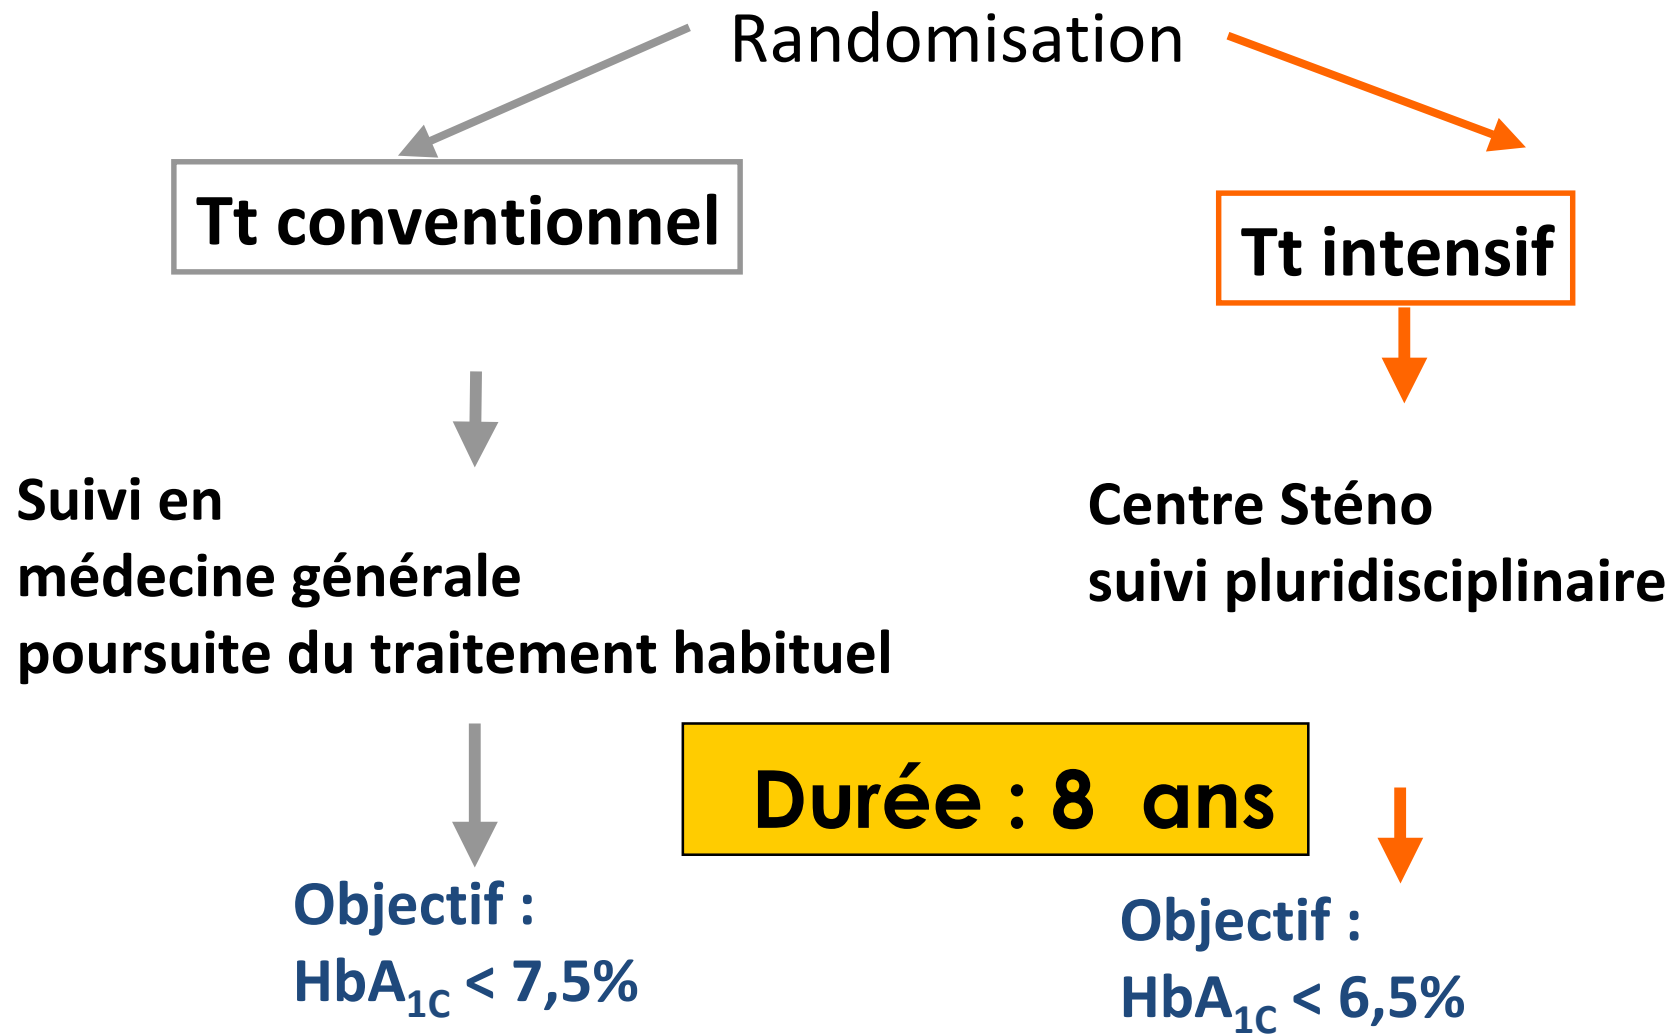 Randomisation
Tt conventionnel
Tt intensif
Suivi en
médecine générale
poursuite du traitement habituel
Centre Sténo
suivi pluridisciplinaire
Durée : 8 ans
Objectif :
HbA1C < 7,5%
Objectif :
HbA1C < 6,5%